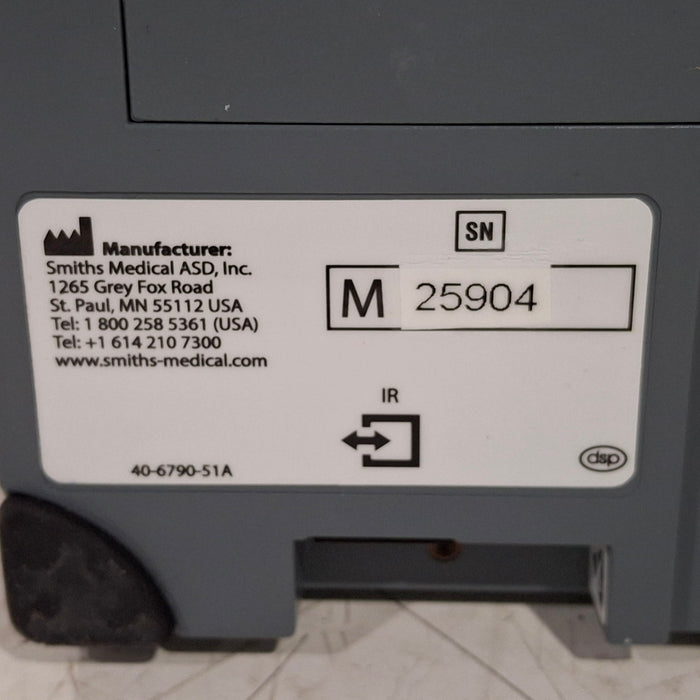 Manufacturer:
Smiths Medical ASD, Inc.
1265 Grey Fox Road
St. Paul, MN 55112 USA
Tel: 1 800 258 5361 (USA)
Tel: +1 614 210 7300
www.smiths-medical.com
SN
M 25904
IR
40-6790-51A
dsp